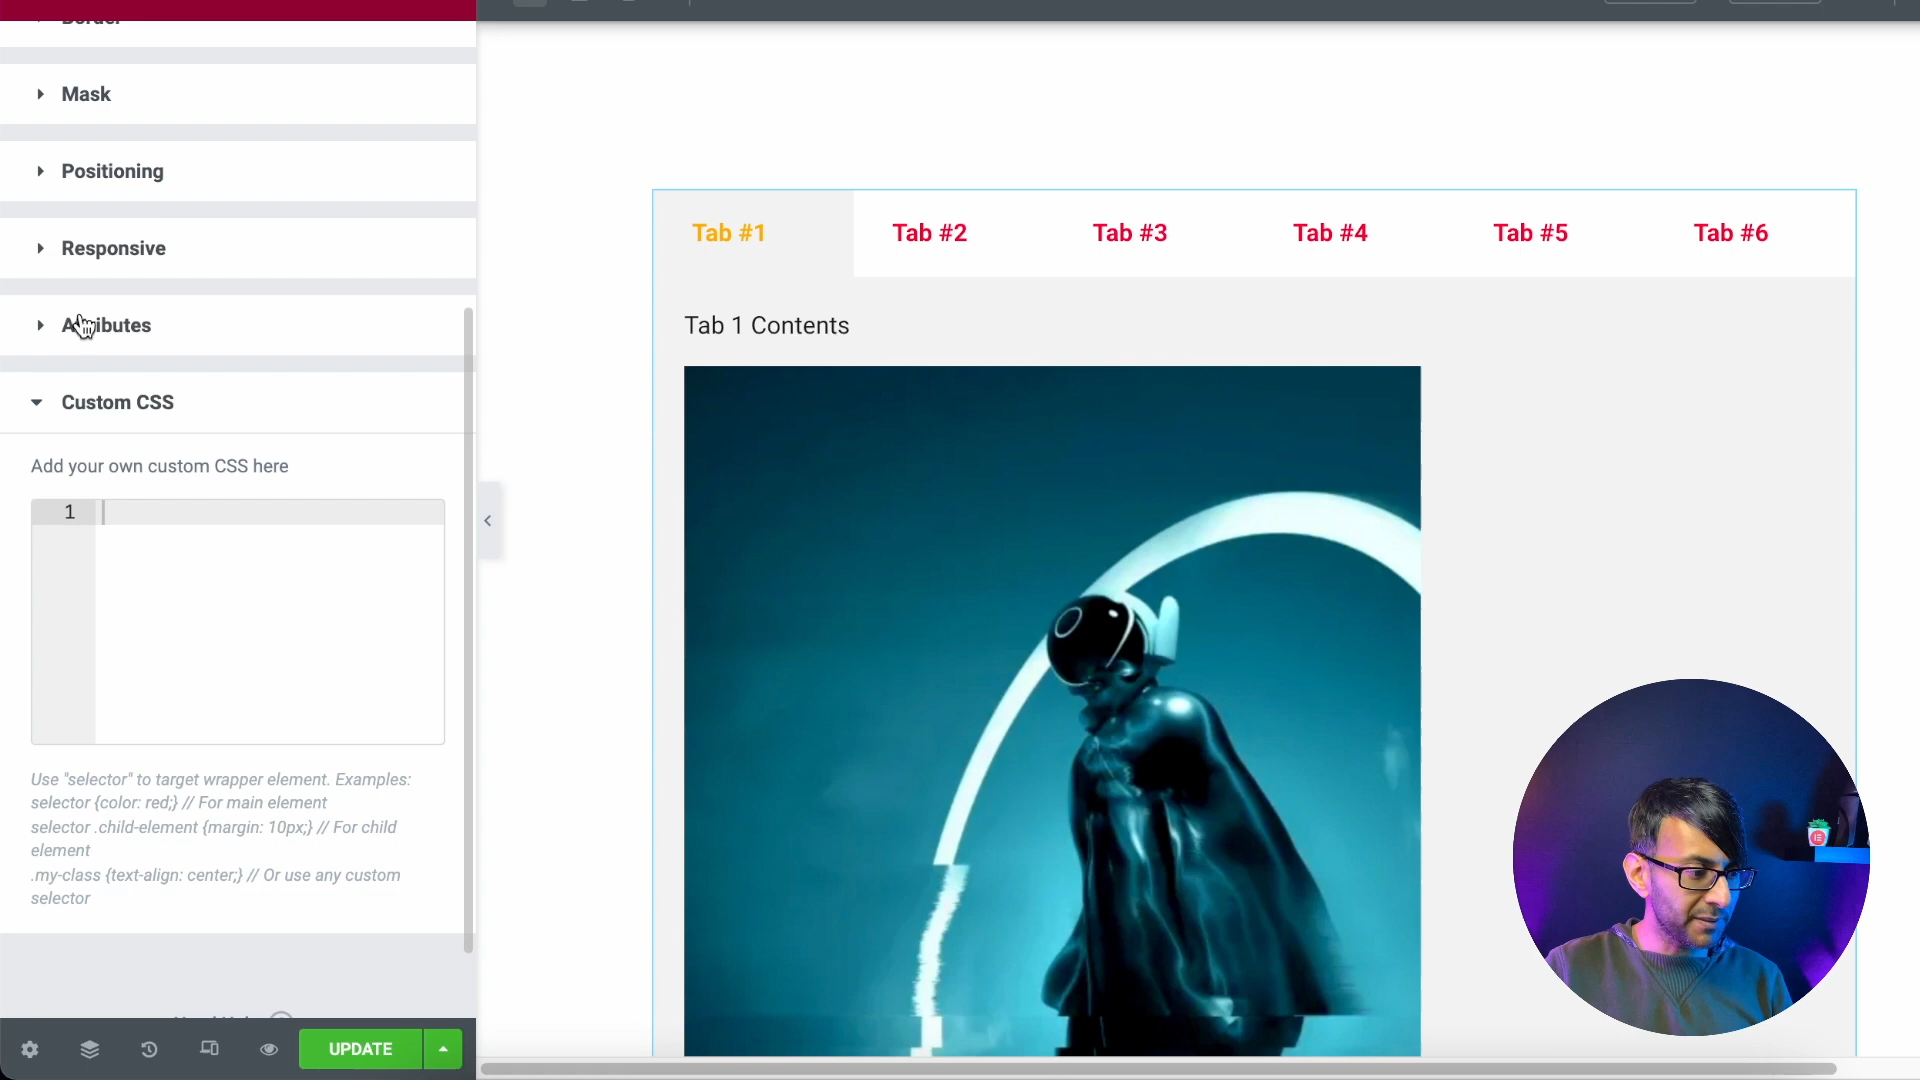 Border
Mask
Positioning
Responsive
Attributes
Custom CSS
Add your own custom CSS here
1
Use "selector" to target wrapper element. Examples:
selector {color: red;} // For main element
selector .child-element {margin: 10px;} // For child
element
.my-class {text-align: center;} // Or use any custom
selector
UPDATE
Tab #1
Tab #2
Tab #3
Tab #4
Tab #5
Tab #6
Tab 1 Contents